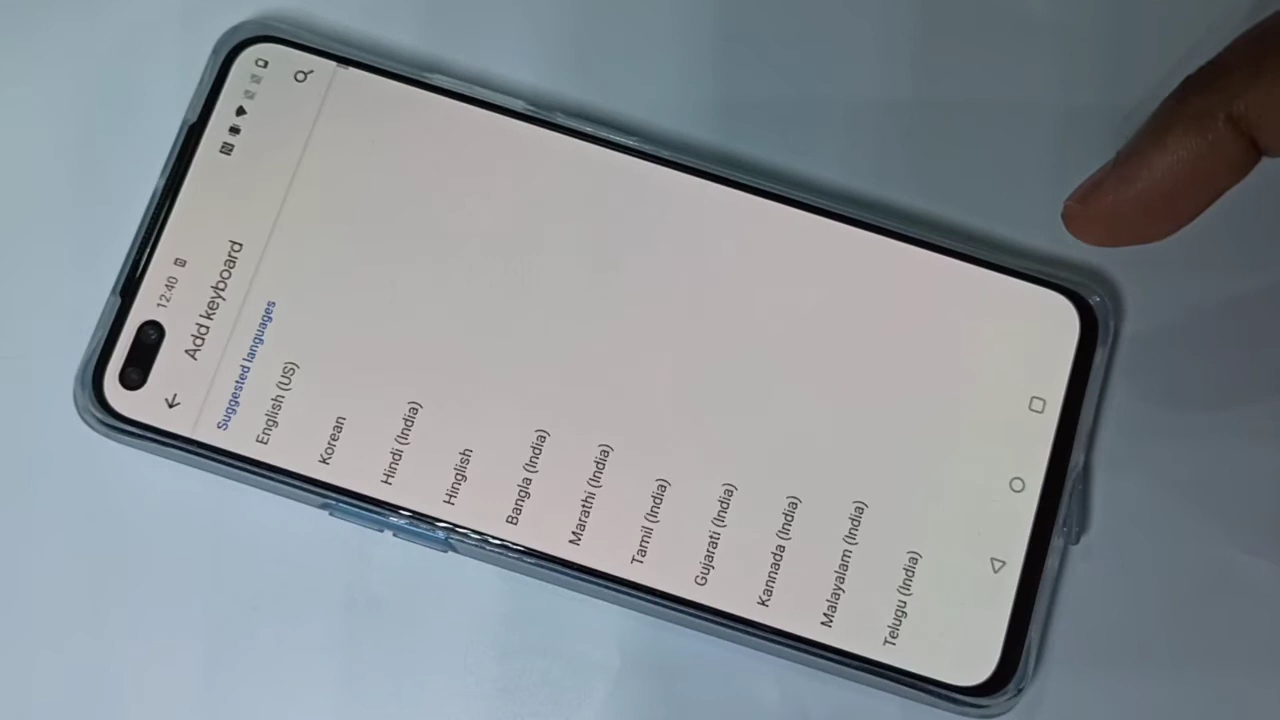 12:40
Add keyboard
Suggested languages
English (US)
Korean
Hindi (India)
Hinglish
Bangla (India)
Marathi (India)
Tamil (India)
Gujarati (India)
Kannada (India)
Malayalam (India)
Telugu (India)